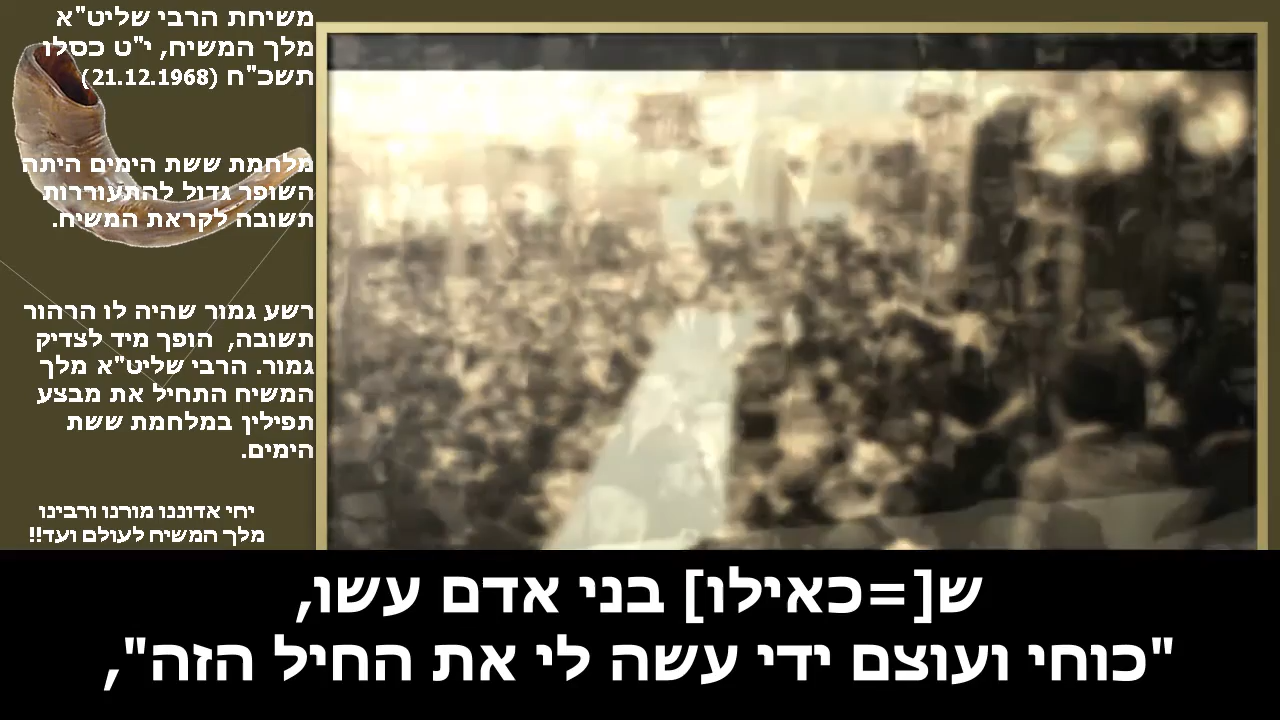 משיחת הרבי שליט"א
מלך המשיח, י"ט כסלו
תשכ"ח (21.12.1968)
מלחמת ששת הימים היתה
השופר גדול להתעוררות
תשובה לקראת המשיח.
רשע גמור שהיה לו הרהור
תשובה, הופך מיד לצדיק
גמור. הרבי שליט"א מלך
המשיח התחיל את מבצע
תפילין במלחמת ששת
הימים.
יחי אדוננו מורנו ורבינו
מלך המשיח לעולם ועד!!
ש[=כאילו] בני אדם עשו,
"כוחי ועוצם ידי עשה לי את החיל הזה",